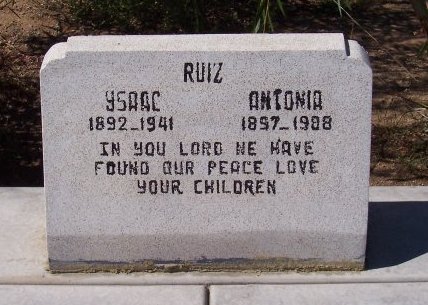 RUIZ
YSAAC ANTONIA
1892-1941 1897-1988
IN YOU LORD WE HAVE
FOUND OUR PEACE LOVE
YOUR CHILDREN